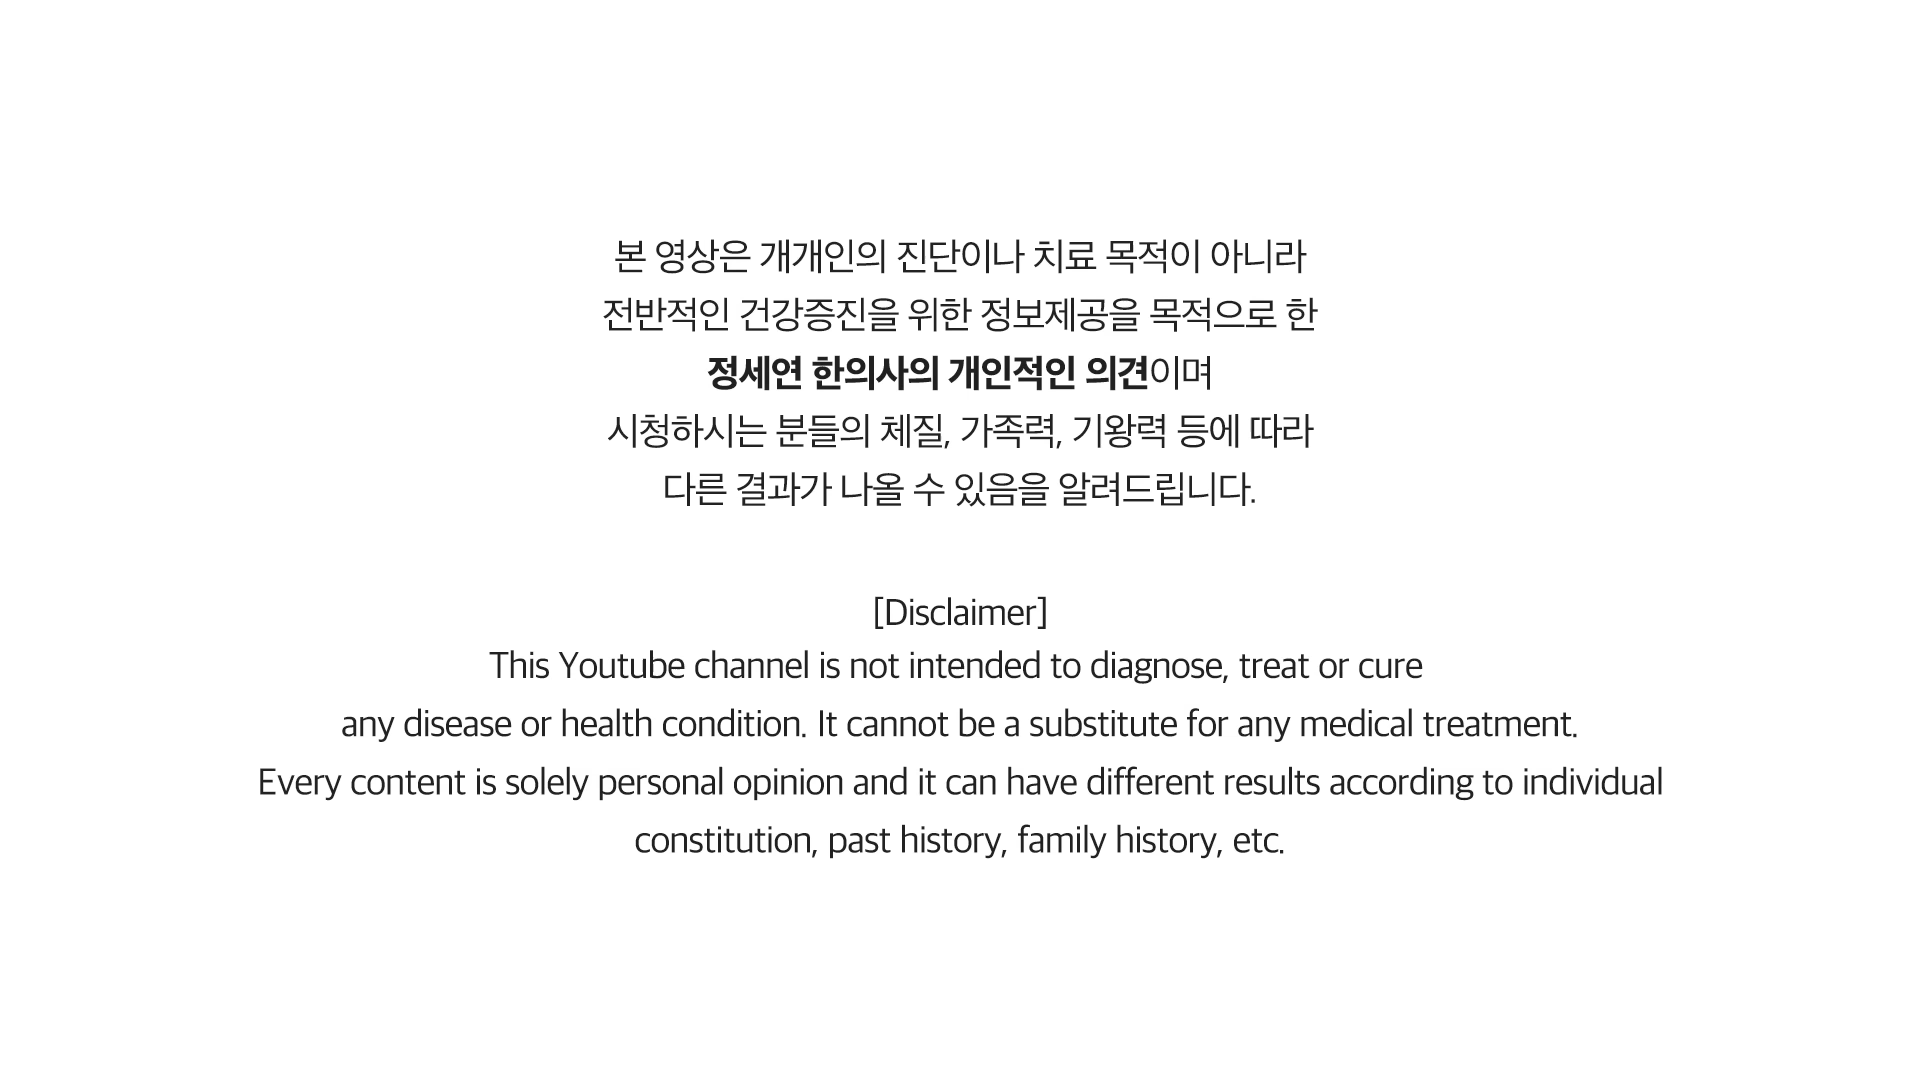 본 영상은 개개인의 진단이나 치료 목적이 아니라
전반적인 건강증진을 위한 정보제공을 목적으로 한
정세연 한의사의 개인적인 의견이며
시청하시는 분들의 체질, 가족력, 기왕력 등에 따라
다른 결과가 나올 수 있음을 알려드립니다.
[Disclaimer]
This Youtube channel is not intended to diagnose, treat or cure
any disease or health condition. It cannot be a substitute for any medical treatment.
Every content is solely personal opinion and it can have different results according to individual
constitution, past history, family history, etc.